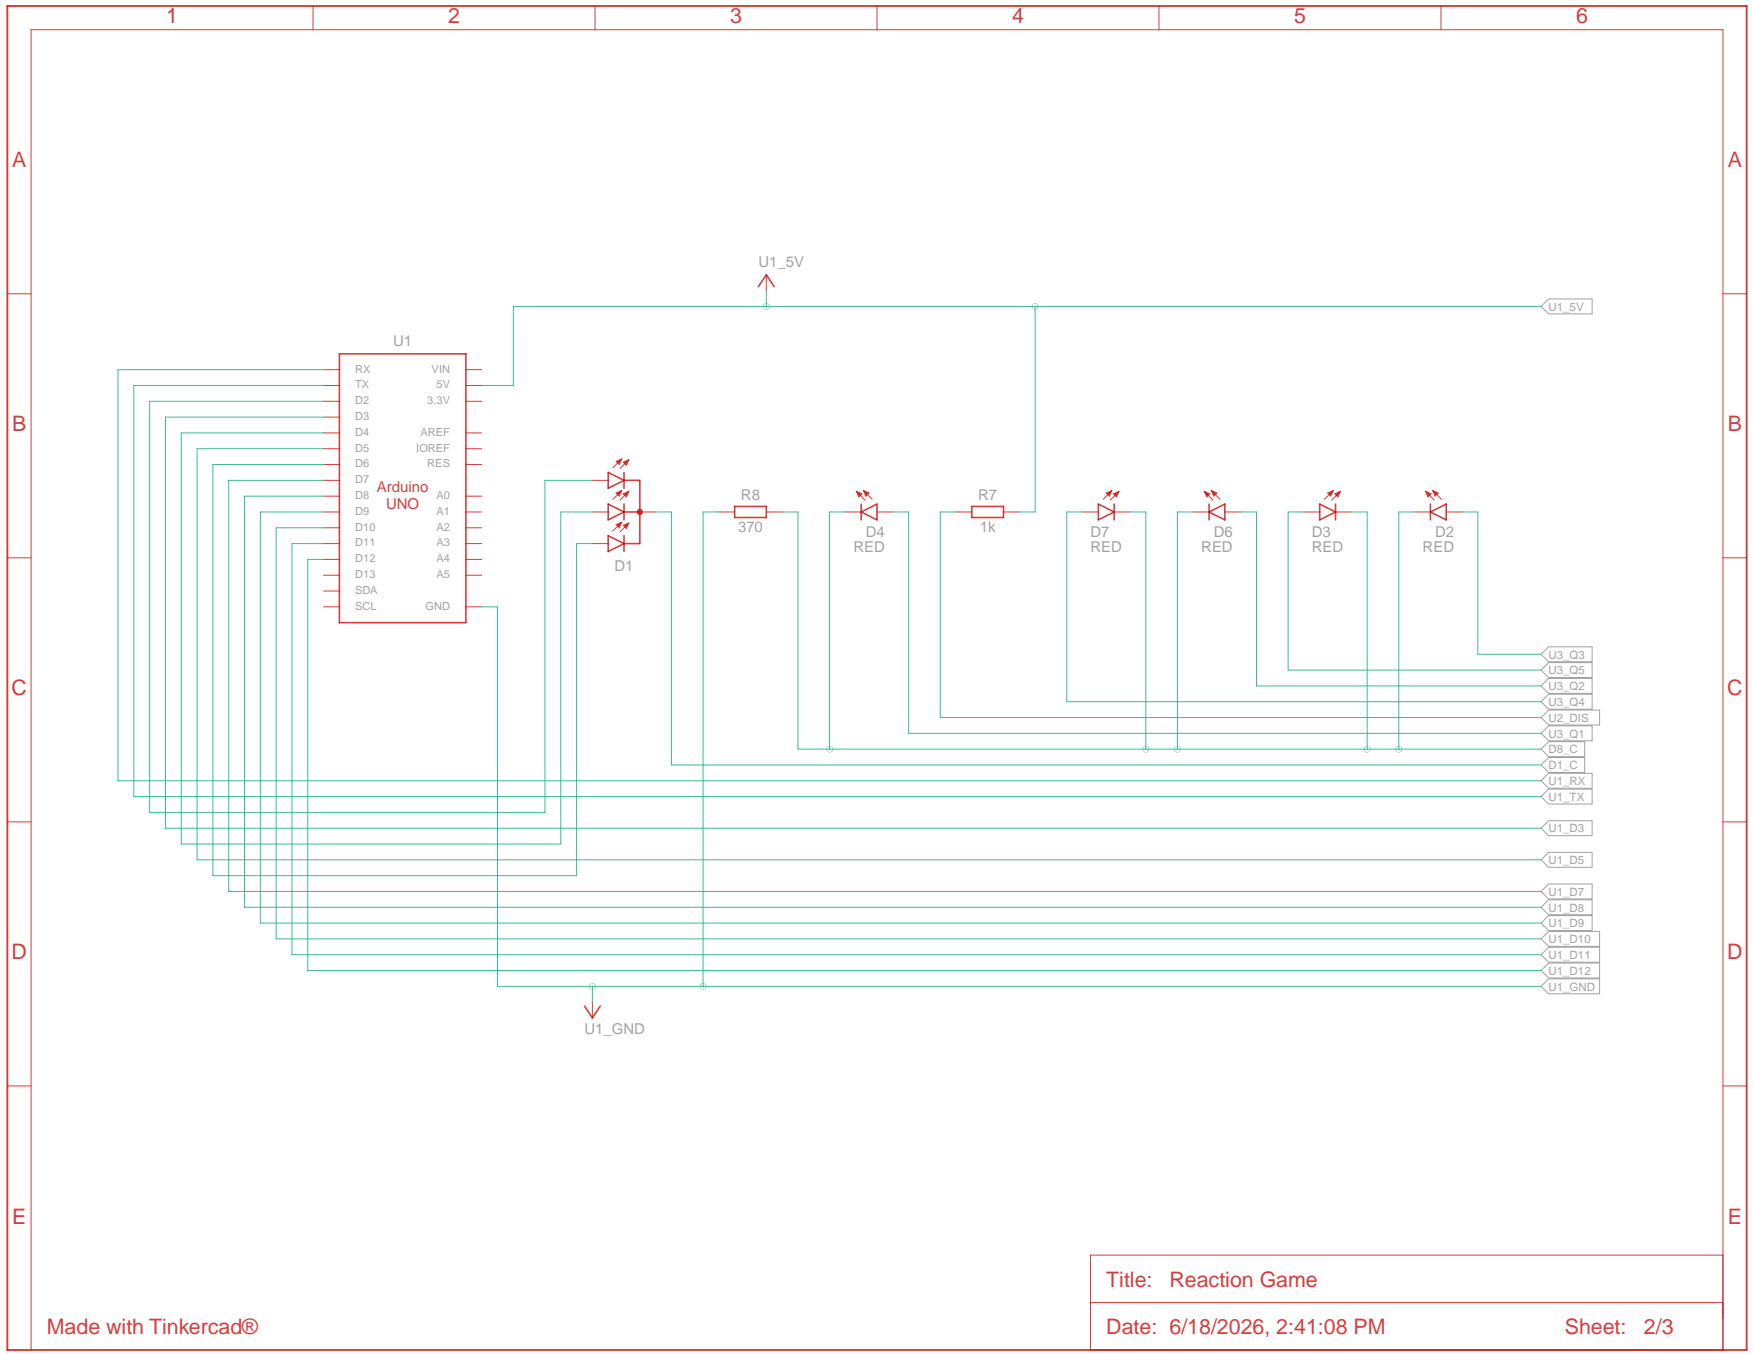 1 2 3 4 5 6
A A
U1_5V
U1_5V
U1
RX VIN
TX 5V
D2 3.3V
D3
D4 AREF
D5 IOREF
D6 RES
D7
Arduino
UNO
D8 A0
D9 A1
D10 A2
D11 A3
D12 A4
D13 A5
SDA
SCL GND
B B
D1
R8
370
D4
RED
R7
1k
D7
RED
D6
RED
D3
RED
D2
RED
U3_Q3
U3_Q5
U3_Q2
U3_Q4
U2_DIS
U3_Q1
D8_C
D1_C
U1_RX
U1_TX
C C
U1_D3
U1_D5
U1_D7
U1_D8
U1_D9
U1_D10
U1_D11
U1_D12
U1_GND
D D
U1_GND
E E
Title: Reaction Game
Made with Tinkercad®
Date: 6/18/2026, 2:41:08 PM Sheet: 2/3